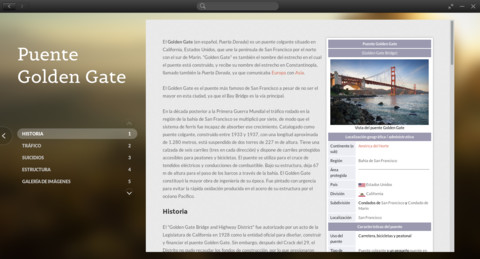 Puente
Golden Gate
HISTORIA 1
TRÁFICO 2
SUICIDIOS 3
ESTRUCTURA 4
GALERÍA DE IMÁGENES 5
El Golden Gate (en español, Puerta Dorada) es un puente colgante situado en
California, Estados Unidos, que une la península de San Francisco por el norte
con el sur de Marin. "Golden Gate" es también el nombre del estrecho en el cual
el puente está construido, y recibe su nombre del estrecho en Constantinopla,
llamado también la Puerta Dorada, ya que comunicaba Europa con Asia.
El Golden Gate es el puente más famoso de San Francisco a pesar de no ser el
mayor en esta ciudad, ya que el Bay Bridge es la vía principal.
En la década posterior a la Primera Guerra Mundial el tráfico rodado en la
región de la bahía de San Francisco se multiplicó por siete, de modo que el
sistema de ferris fue incapaz de absorber ese crecimiento. Catalogado como
puente colgante, construido entre 1933 y 1937, con una longitud aproximada
de 1.280 metros, está suspendido de dos torres de 227 m de altura. Tiene una
calzada de seis carriles (tres en cada dirección) y dispone de carriles protegidos
accesibles para peatones y bicicletas. El puente se utiliza para el cruce de
tendidos eléctricos y conducciones de combustible. Bajo su estructura, deja 67
m de altura para el paso de los barcos a través de la bahía. El Golden Gate
constituyó la mayor obra de ingeniería de su época. Fue pintado con urgencia
para evitar la rápida oxidación producida en el acero de su estructura por el
océano Pacífico.
Historia
El "Golden Gate Bridge and Highway District" fue autorizado por un acta de la
Legislatura de California en 1928 como la entidad oficial para diseñar, construir
y financiar el puente Golden Gate. Sin embargo, después del Crack del 29, el
Puente Golden Gate
Golden Gate Bridge
Vista del puente Golden Gate
Localización geográfica / administrativa
Continente (o sub) América del Norte
Región Bahía de San Francisco
Área protegida
País Estados Unidos
División California
Subdivisión Condados de San Francisco y Condado de Marin
Localización San Francisco
Características del puente
Uso del puente Carretera, bicicletas y peatonal